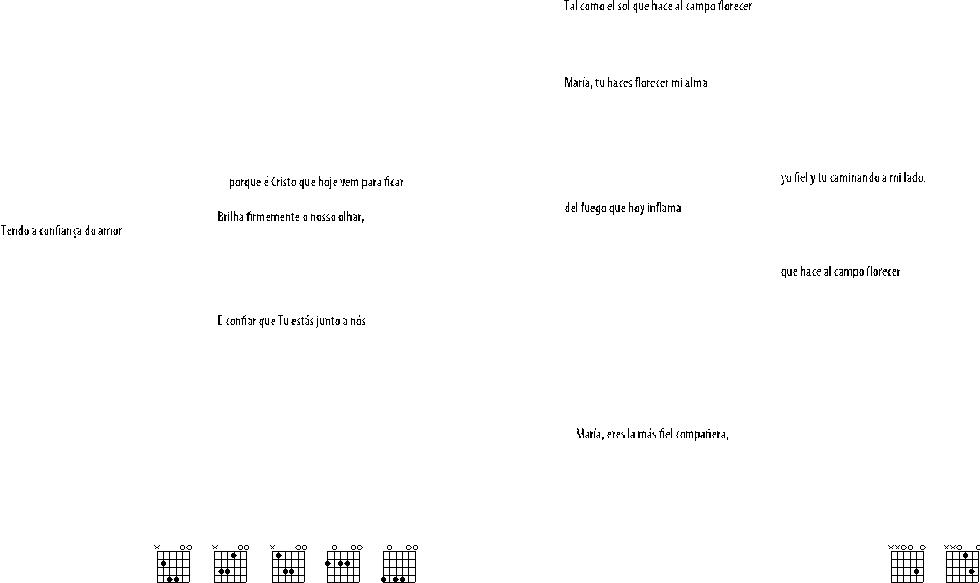 Tendo a confiança do amor
porque é Cristo que hoje vem para ficar
Brilha firmemente o nosso olhar,
E confiar que Tu estás junto a nós
Tal como el sol que hace al campo florecer
María, tu haces florecer mi alma
del fuego que hoy inflama
María, eres la más fiel compañera,
yo fiel y tu caminando a mi lado.
que hace al campo florecer